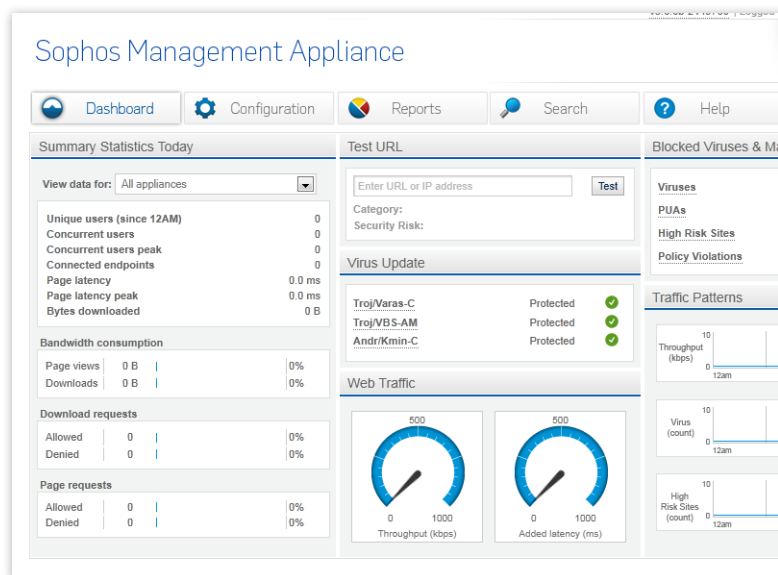 Sophos Management Appliance
Dashboard
Configuration
Reports
Search
Help
Summary Statistics Today
View data for: All appliances
Unique users (since 12AM) 0
Concurrent users 0
Concurrent users peak 0
Connected endpoints 0
Page latency 0.0 ms
Page latency peak 0.0 ms
Bytes downloaded 0 B
Bandwidth consumption
Page views 0 B 0%
Downloads 0 B 0%
Download requests
Allowed 0 0%
Denied 0 0%
Page requests
Allowed 0 0%
Denied 0 0%
Test URL
Enter URL or IP address Test
Category:
Security Risk:
Virus Update
Troj/Varas-C Protected
Troj/VBS-AM Protected
Andr/Kmin-C Protected
Web Traffic
500
0 1000
Throughput (kbps)
500
0 1000
Added latency (ms)
Blocked Viruses &
Viruses
PUAs
High Risk Sites
Policy Violations
Traffic Patterns
Throughput
(kbps)
10
0
12am
Virus
(count)
10
0
12am
High
Risk Sites
(count)
10
0
12am